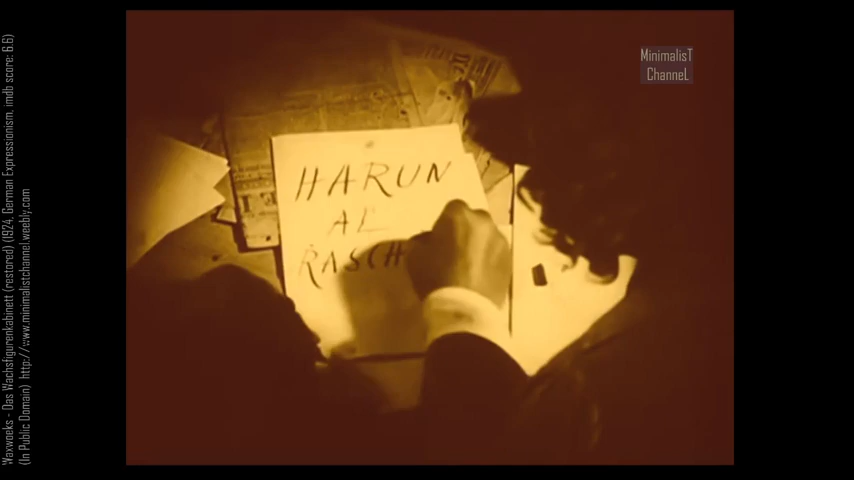 HARUN
AL
RASCH
MinimalisT
ChanneL
Waxwoeks - Das Wachsfigurenkabinett (restored) (1924, German Expressionism, imdb score: 6.6)
(In Public Domain) http://www.minimalistchannel.weebly.com